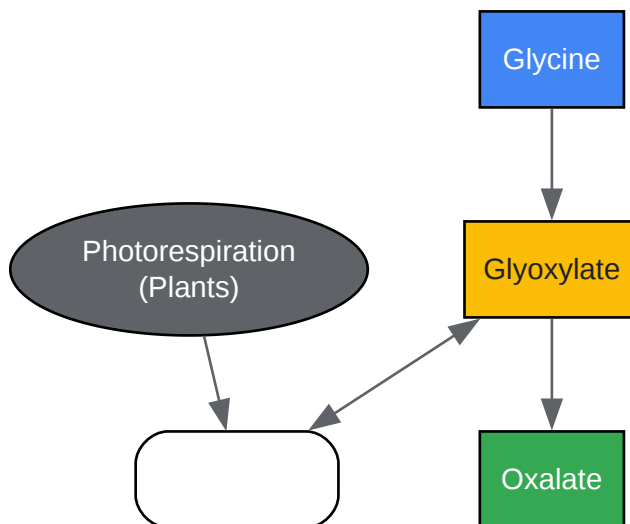 Glycine
Photorespiration
(Plants)
Glyoxylate
Oxalate